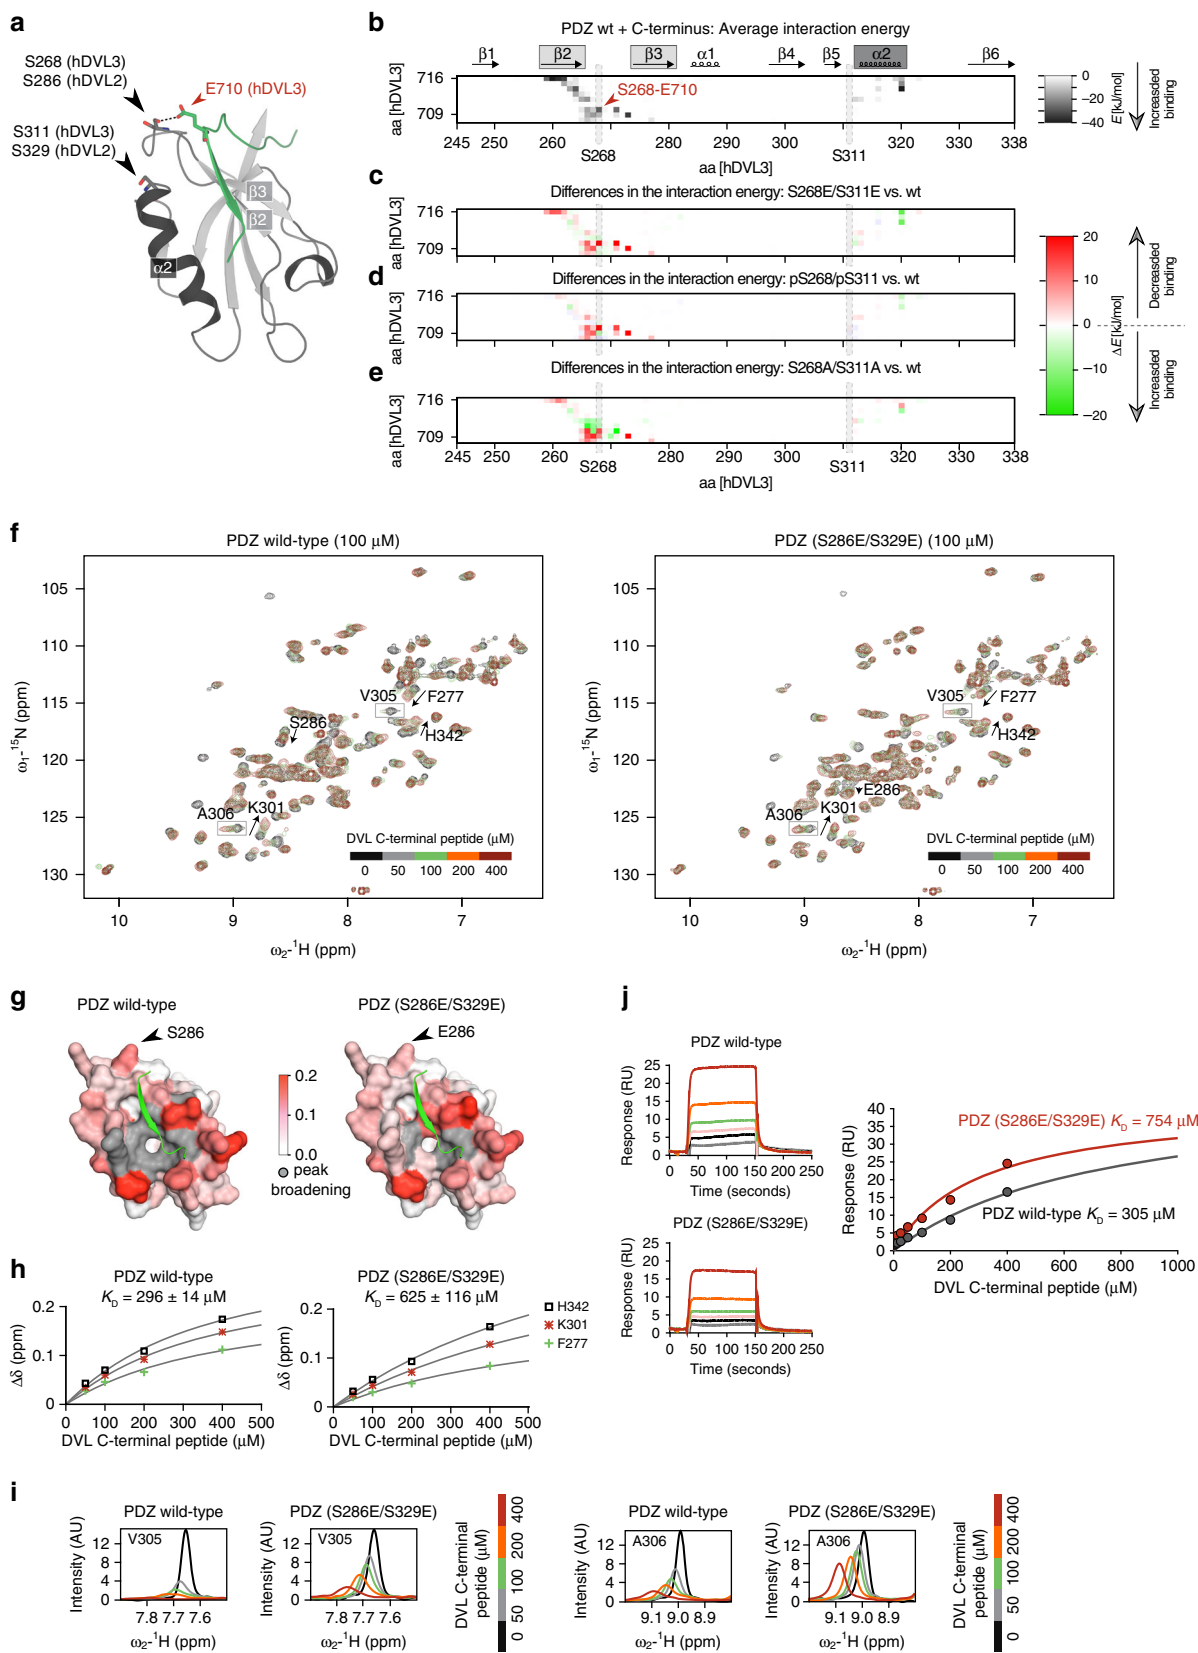 a
S268 (hDVL3)
S286 (hDVL2)
E710 (hDVL3)
S311 (hDVL3)
S329 (hDVL2)
β3
β2
α2
b
PDZ wt + C-terminus: Average interaction energy
β1 β2 β3 α1 β4 β5 α2 β6
aa [hDVL3]
716
709
S268-E710
245 250 260 270 280 290 300 310 320 330 338
S268 S311
aa [hDVL3]
0
−20
−40
E[kJ/mol]
Increasded binding
c
Differences in the interaction energy: S268E/S311E vs. wt
aa [hDVL3]
716
709
d
Differences in the interaction energy: pS268/pS311 vs. wt
aa [hDVL3]
716
709
e
Differences in the interaction energy: S268A/S311A vs. wt
aa [hDVL3]
716
709
245 250 260 270 280 290 300 310 320 330 338
S268 S311
aa [hDVL3]
20
10
0
−10
−20
ΔE[kJ/mol]
Decreasded binding
Increasded binding
f
PDZ wild-type (100 µM)
ω1-15N (ppm)
105
110
115
120
125
130
V305
F277
S286
H342
A306
K301
DVL C-terminal peptide (µM)
0 50 100 200 400
10 9 8 7
ω2-1H (ppm)
PDZ (S286E/S329E) (100 µM)
ω1-15N (ppm)
105
110
115
120
125
130
V305
F277
H342
E286
A306
K301
DVL C-terminal peptide (µM)
0 50 100 200 400
10 9 8 7
ω2-1H (ppm)
g
PDZ wild-type
S286
0.2
0.1
0.0
peak
broadening
PDZ (S286E/S329E)
E286
h
PDZ wild-type
KD = 296 ± 14 µM
Δδ (ppm)
0.2
0.1
0
0 100 200 300 400 500
DVL C-terminal peptide (µM)
PDZ (S286E/S329E)
KD = 625 ± 116 µM
Δδ (ppm)
0.2
0.1
0
0 100 200 300 400 500
DVL C-terminal peptide (µM)
H342
K301
F277
i
PDZ wild-type
V305
Intensity (AU)
12
8
4
0
7.8 7.7 7.6
ω2-1H (ppm)
PDZ (S286E/S329E)
V305
Intensity (AU)
12
8
4
0
7.8 7.7 7.6
ω2-1H (ppm)
DVL C-terminal
peptide (µM)
0 50 100 200 400
PDZ wild-type
A306
Intensity (AU)
12
8
4
0
9.1 9.0 8.9
ω2-1H (ppm)
PDZ (S286E/S329E)
A306
Intensity (AU)
12
8
4
0
9.1 9.0 8.9
ω2-1H (ppm)
DVL C-terminal
peptide (µM)
0 50 100 200 400
j
PDZ wild-type
Response (RU)
25
20
15
10
5
0
0 50 100 150 200 250
Time (seconds)
PDZ (S286E/S329E)
Response (RU)
25
20
15
10
5
0
0 50 100 150 200 250
Time (seconds)
Response (RU)
40
35
30
25
20
15
10
5
0
PDZ (S286E/S329E) KD = 754 µM
PDZ wild-type KD = 305 µM
0 200 400 600 800 1000
DVL C-terminal peptide (µM)